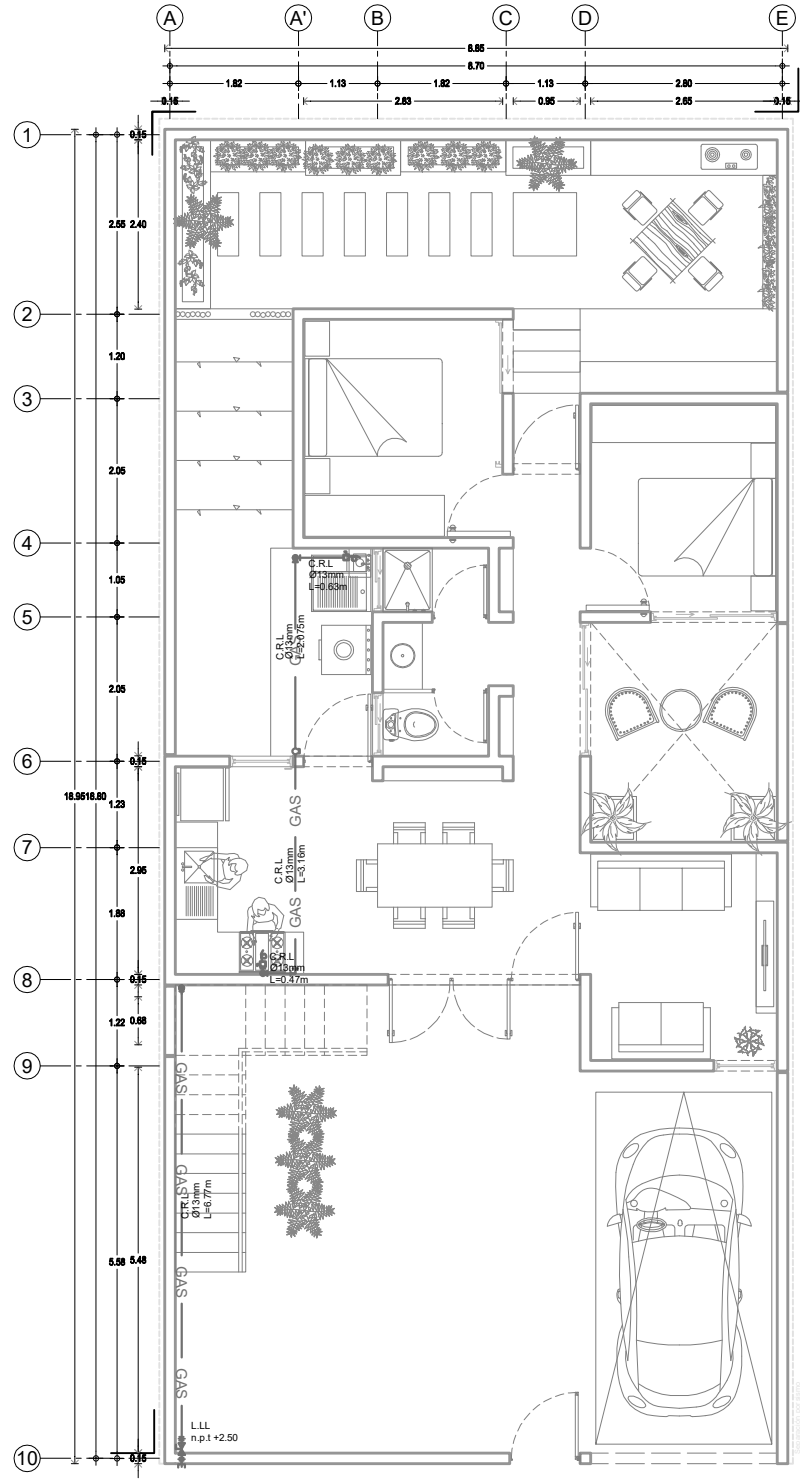 A A' B C D E
6.85
6.70
1.82 1.13 1.82 1.13 2.80
0.15 2.63 0.95 2.65 0.15
1
0.15
2.55 2.40
2
1.20
3
2.05
4
C.R.L
Ø13mm
L=0.63m
1.05
5
C.R.L
Ø13mm
L=2.075m
GAS
2.05
6
0.15
18.95 18.80
1.23
GAS
7
C.R.L
Ø13mm
L=3.16m
2.95
1.88
GAS
C.R.L
Ø13mm
L=0.47m
8
0.15
1.22 0.68
9
GAS
GAS
C.R.L
Ø13mm
L=6.77m
5.58 5.48
GAS
GAS
L.LL
n.p.t +2.50
10
0.15